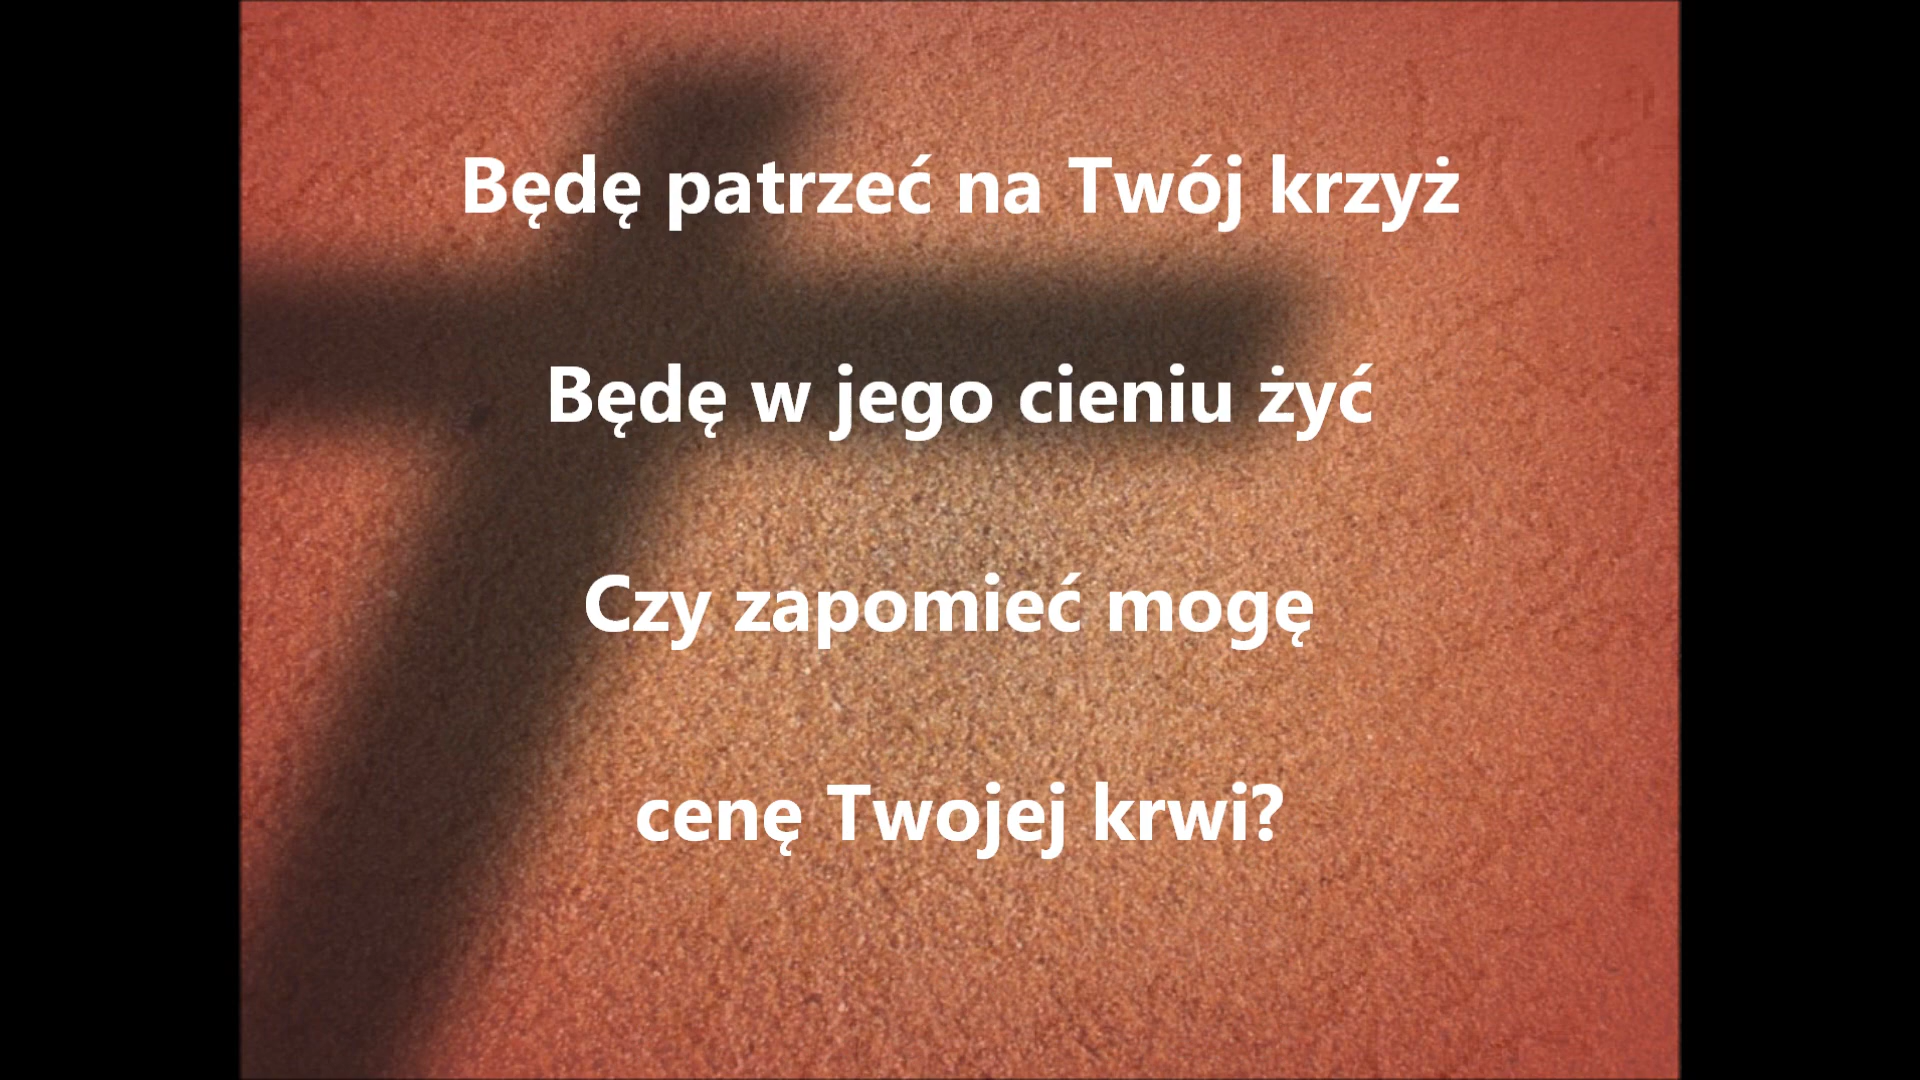 Będę patrzeć na Twój krzyż
Będę w jego cieniu żyć
Czy zapomieć mogę
cenę Twojej krwi?